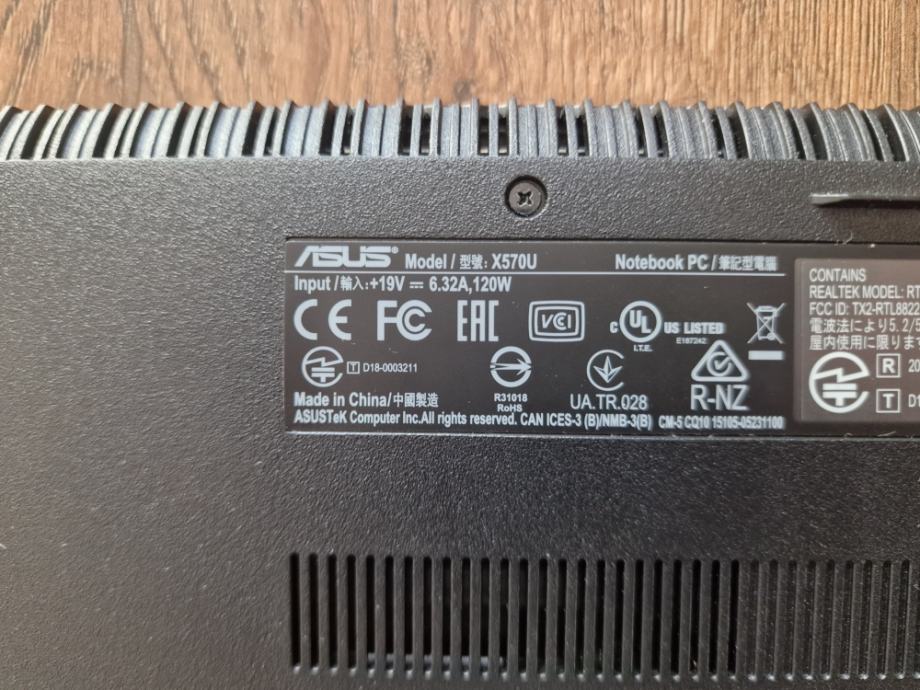 ASUS® Model / 型號: X570U Notebook PC / 筆記型電腦
Input / 輸入: +19V ⎓ 6.32A, 120W
CE FC EAC VCI c UL US LISTED
I.T.E. E187242
T D18-0003211
R31018
RoHS
UA.TR.028
R-NZ
Made in China/中國製造
ASUSTeK Computer Inc.All rights reserved. CAN ICES-3 (B)/NMB-3(B) CM-5 CQ10 15105-05231100
CONTAINS
REALTEK MODEL: RT
FCC ID: TX2-RTL8822
電波法により5.2/5
屋内使用に限ります
R 20
T D1